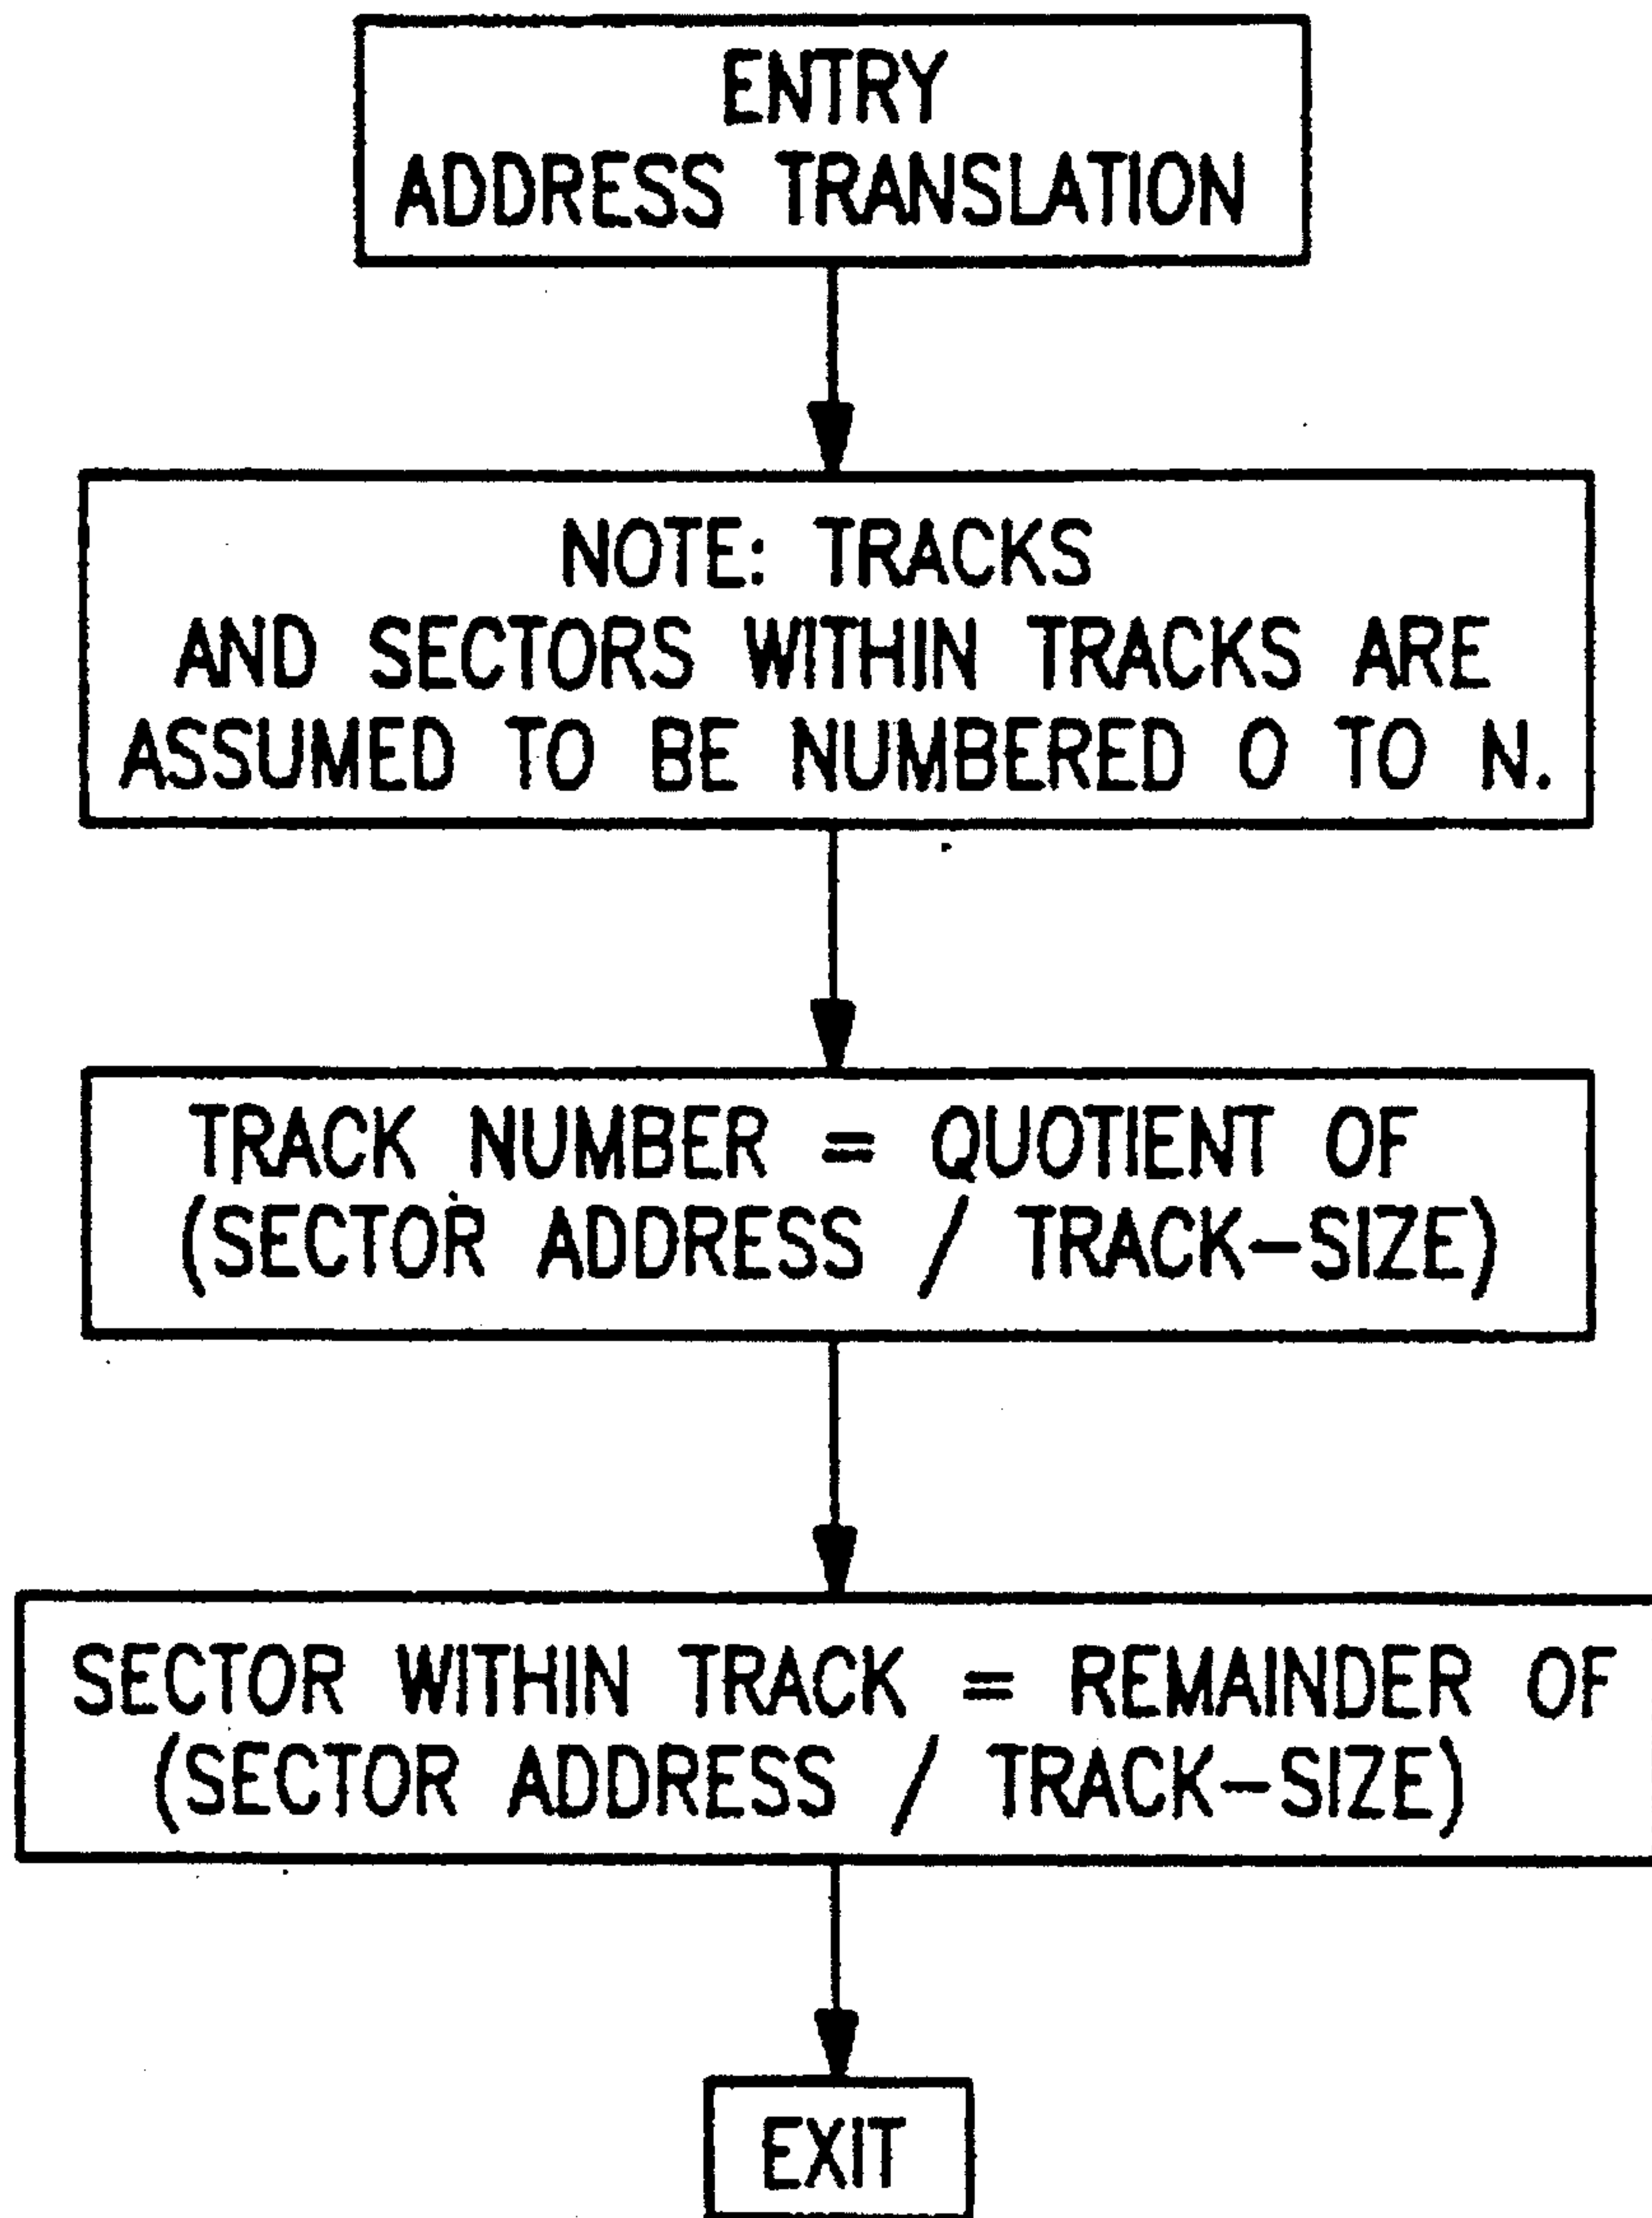 ENTRY
ADDRESS TRANSLATION
NOTE: TRACKS
AND SECTORS WITHIN TRACKS ARE
ASSUMED TO BE NUMBERED 0 TO N.
TRACK NUMBER = QUOTIENT OF
(SECTOR ADDRESS / TRACK-SIZE)
SECTOR WITHIN TRACK = REMAINDER OF
(SECTOR ADDRESS / TRACK-SIZE)
EXIT